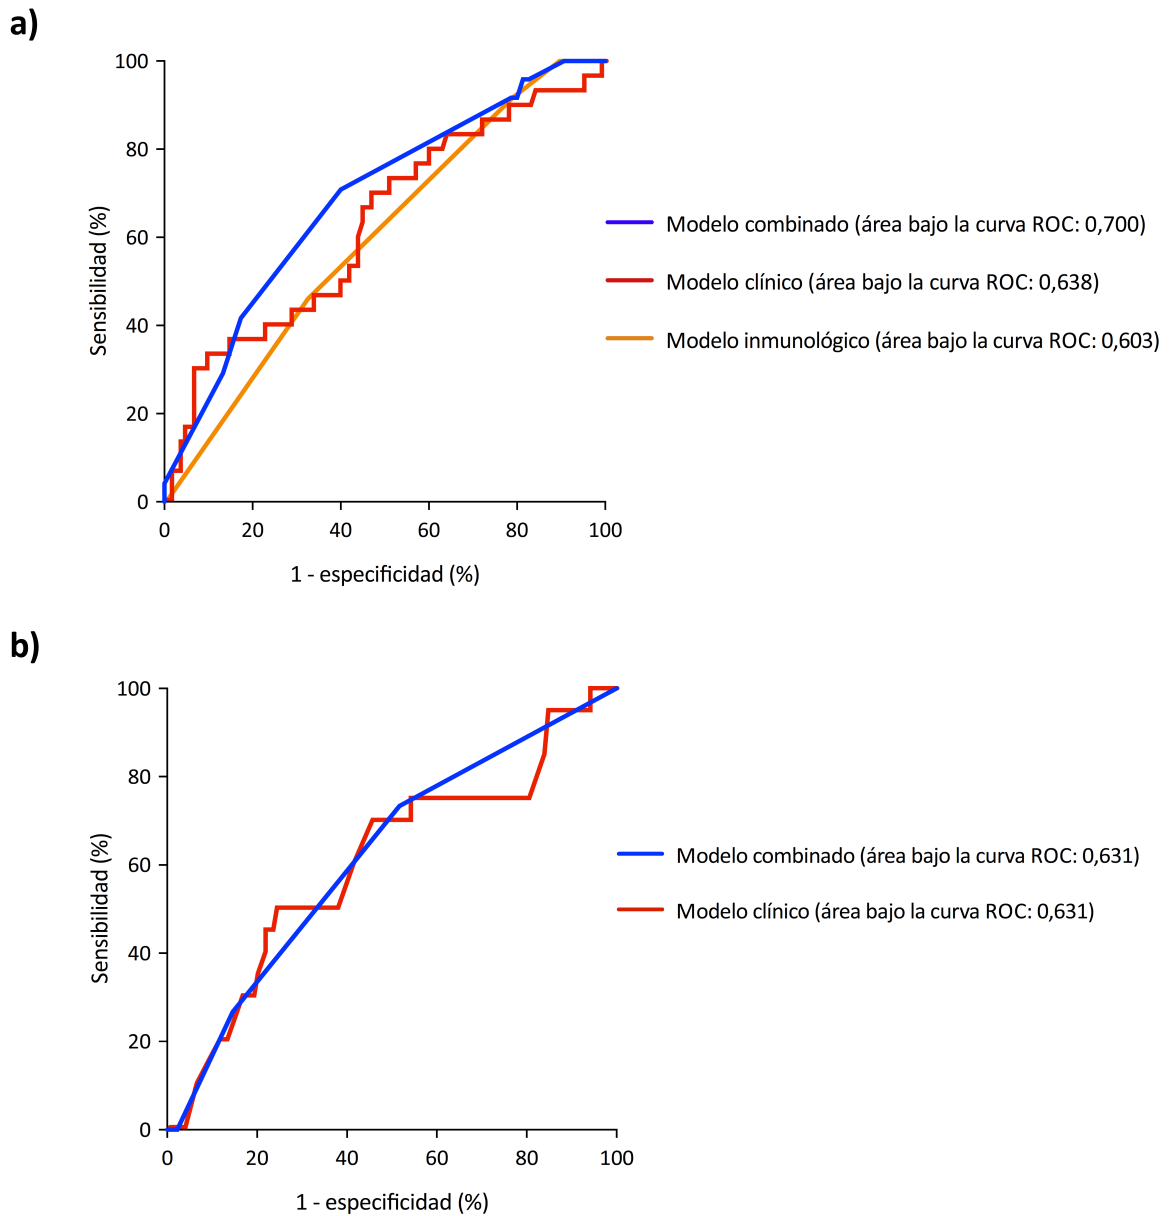 a)
100
80
60
40
20
0
Sensibilidad (%)
0 20 40 60 80 100
1 - especificidad (%)
Modelo combinado (área bajo la curva ROC: 0,700)
Modelo clínico (área bajo la curva ROC: 0,638)
Modelo inmunológico (área bajo la curva ROC: 0,603)
b)
100
80
60
40
20
0
Sensibilidad (%)
0 20 40 60 80 100
1 - especificidad (%)
Modelo combinado (área bajo la curva ROC: 0,631)
Modelo clínico (área bajo la curva ROC: 0,631)